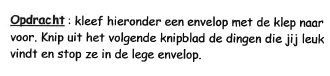 Opdracht : kleef hieronder een envelop met de klep naar
voor. Knip uit het volgende knipblad de dingen die jij leuk
vindt en stop ze in de lege envelop.